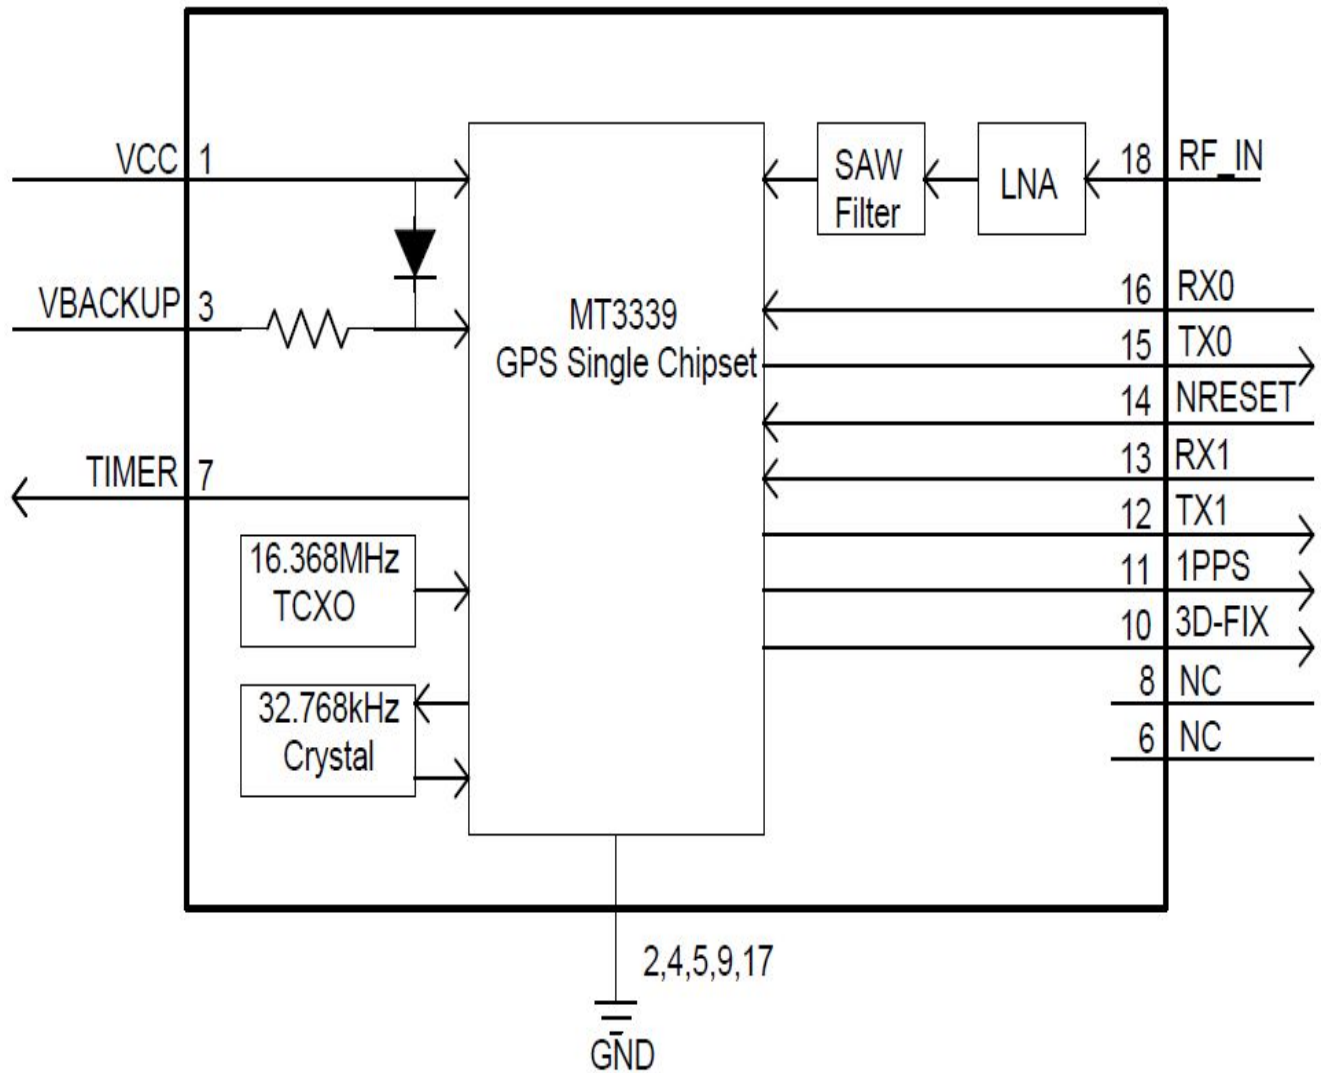 VCC 1
VBACKUP 3
TIMER 7
16.368MHz
TCXO
32.768kHz
Crystal
MT3339
GPS Single Chipset
SAW
Filter
LNA
18 RF_IN
16 RX0
15 TX0
14 NRESET
13 RX1
12 TX1
11 1PPS
10 3D-FIX
8 NC
6 NC
2,4,5,9,17
GND